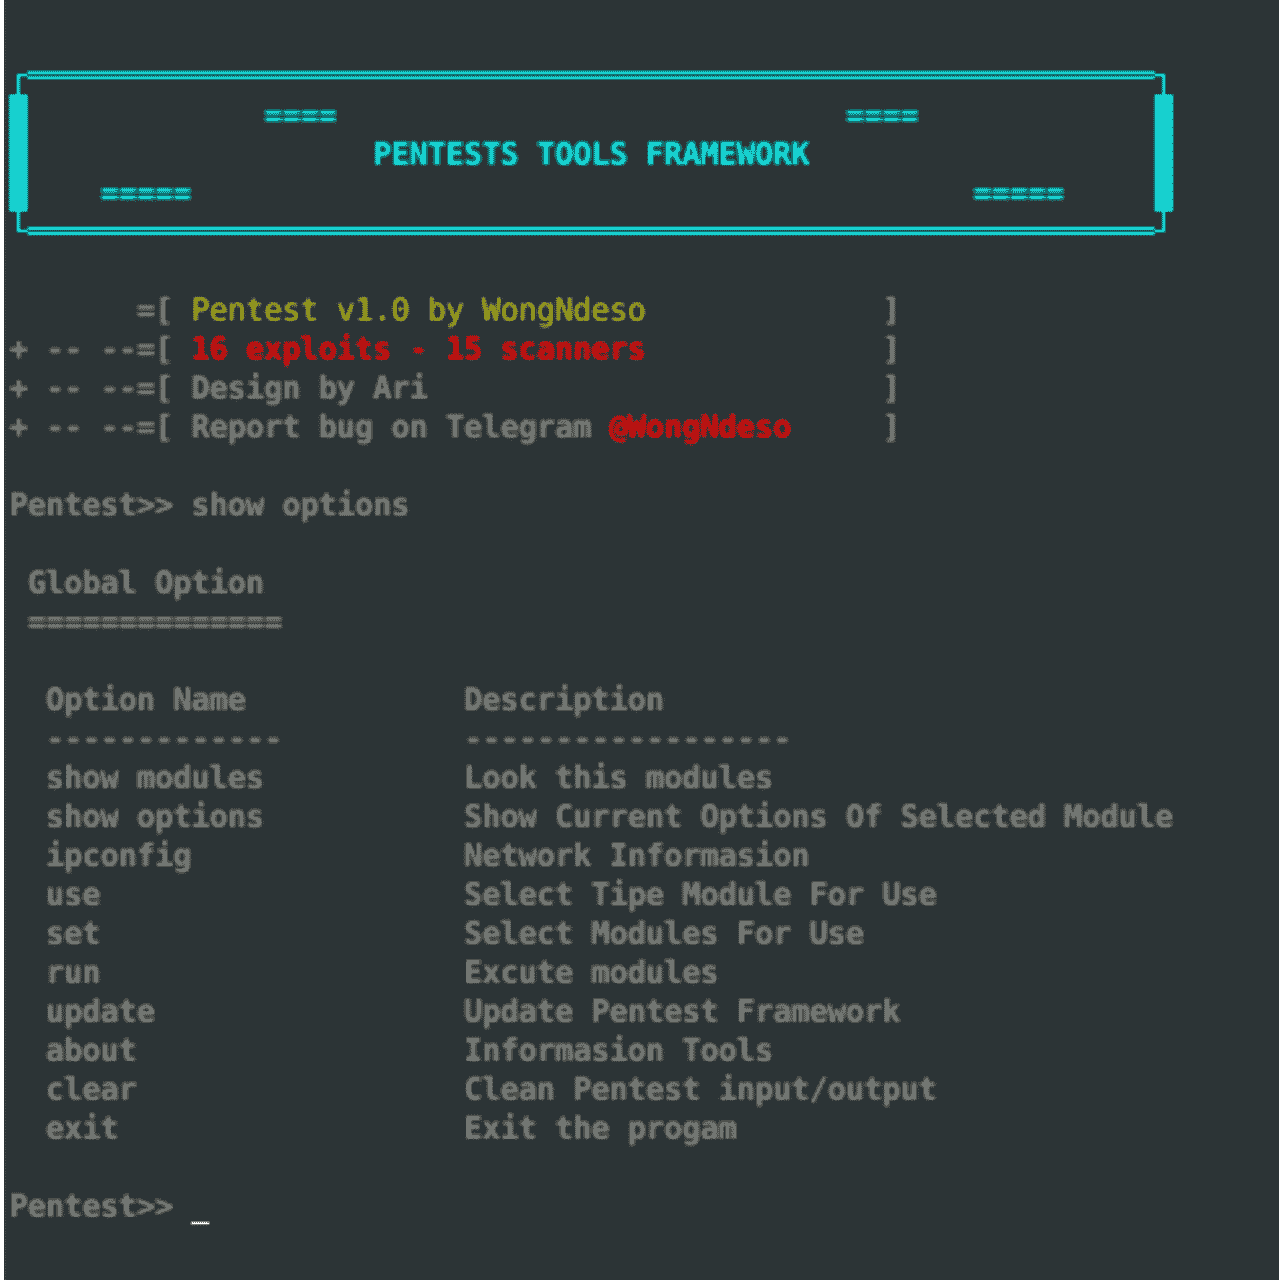 ====                            ====
PENTESTS TOOLS FRAMEWORK
=====                                           =====
=[ Pentest v1.0 by WongNdeso ]
+ -- --=[ 16 exploits - 15 scanners ]
+ -- --=[ Design by Ari ]
+ -- --=[ Report bug on Telegram @WongNdeso ]
Pentest>> show options
Global Option
==============
Option Name Description
------------- ------------------
show modules Look this modules
show options Show Current Options Of Selected Module
ipconfig Network Informasion
use Select Tipe Module For Use
set Select Modules For Use
run Excute modules
update Update Pentest Framework
about Informasion Tools
clear Clean Pentest input/output
exit Exit the progam
Pentest>> _